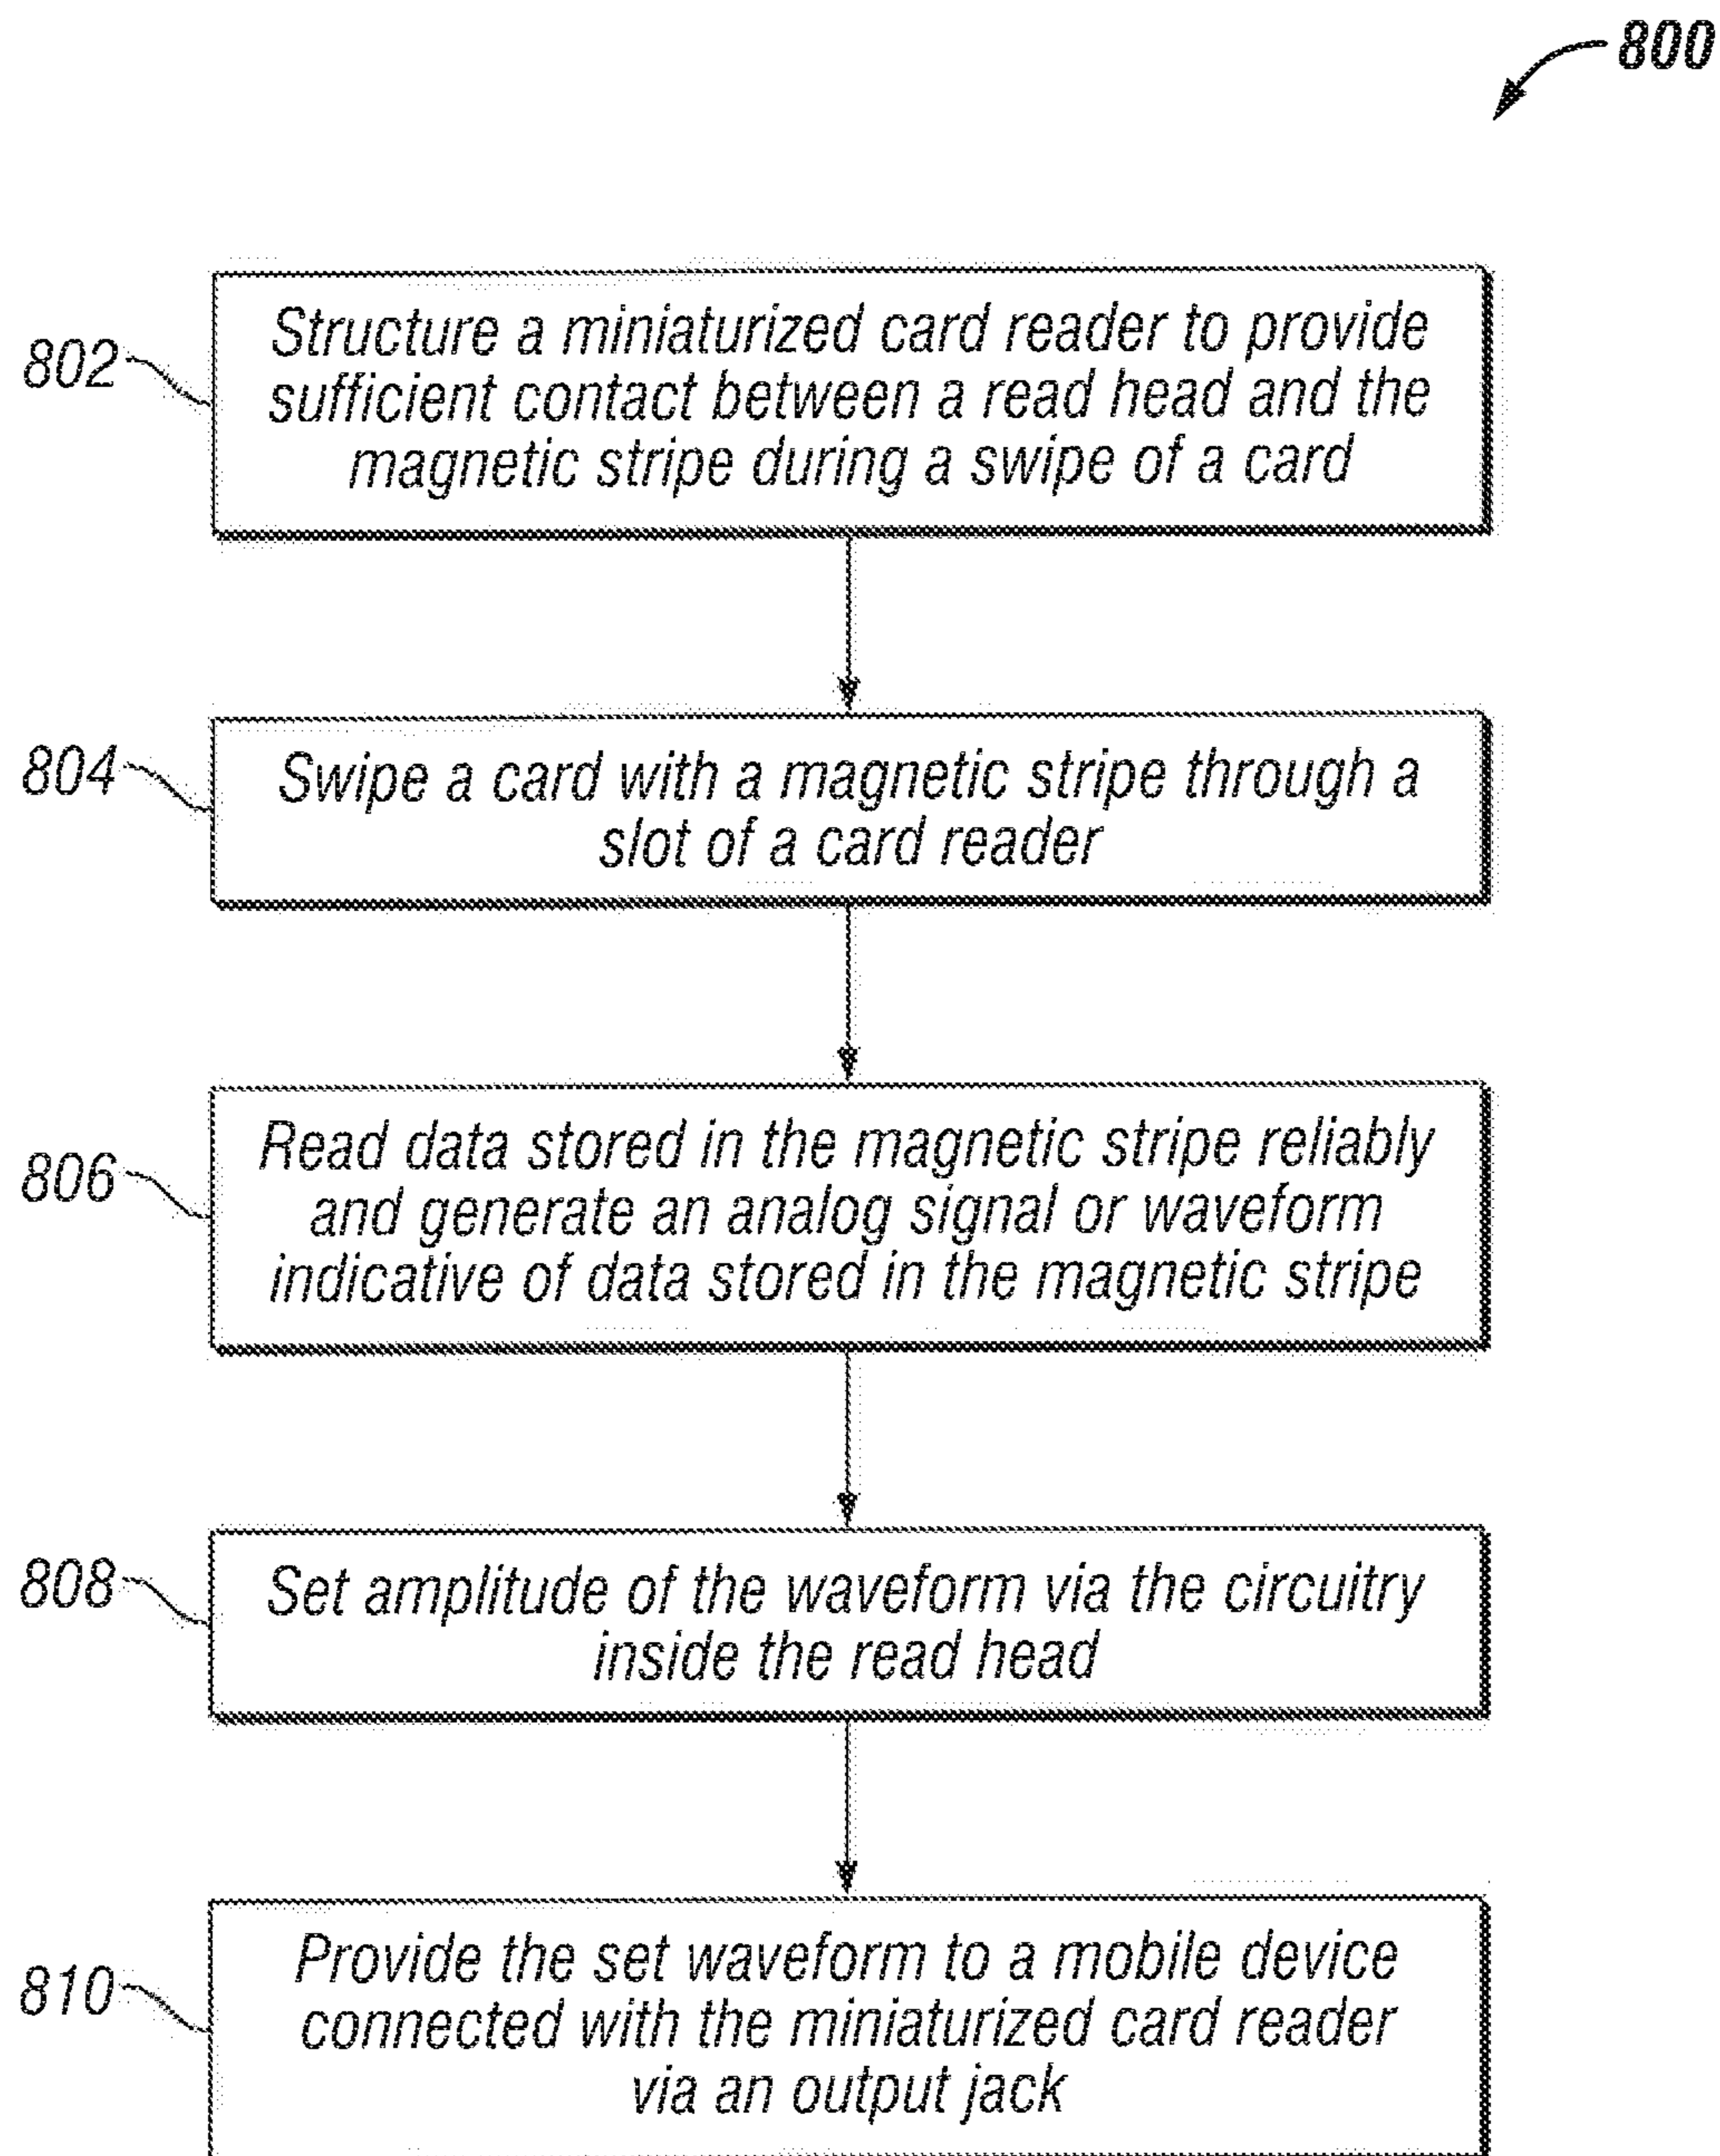 800
802
Structure a miniaturized card reader to provide
sufficient contact between a read head and the
magnetic stripe during a swipe of a card
804
Swipe a card with a magnetic stripe through a
slot of a card reader
806
Read data stored in the magnetic stripe reliably
and generate an analog signal or waveform
indicative of data stored in the magnetic stripe
808
Set amplitude of the waveform via the circuitry
inside the read head
810
Provide the set waveform to a mobile device
connected with the miniaturized card reader
via an output jack